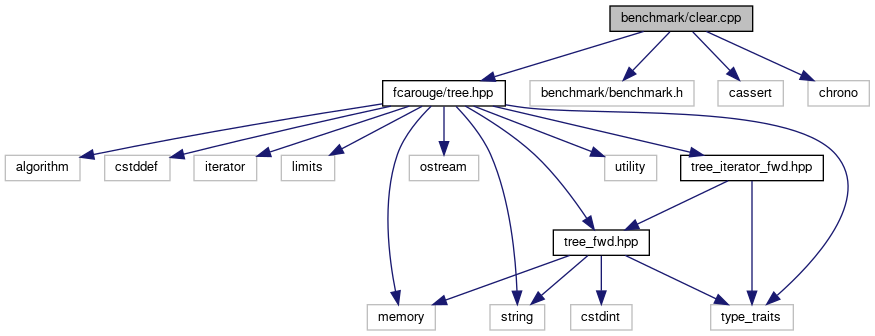 benchmark/clear.cpp
fcarouge/tree.hpp
benchmark/benchmark.h
cassert
chrono
algorithm
cstddef
iterator
limits
ostream
utility
tree_iterator_fwd.hpp
tree_fwd.hpp
memory
string
cstdint
type_traits